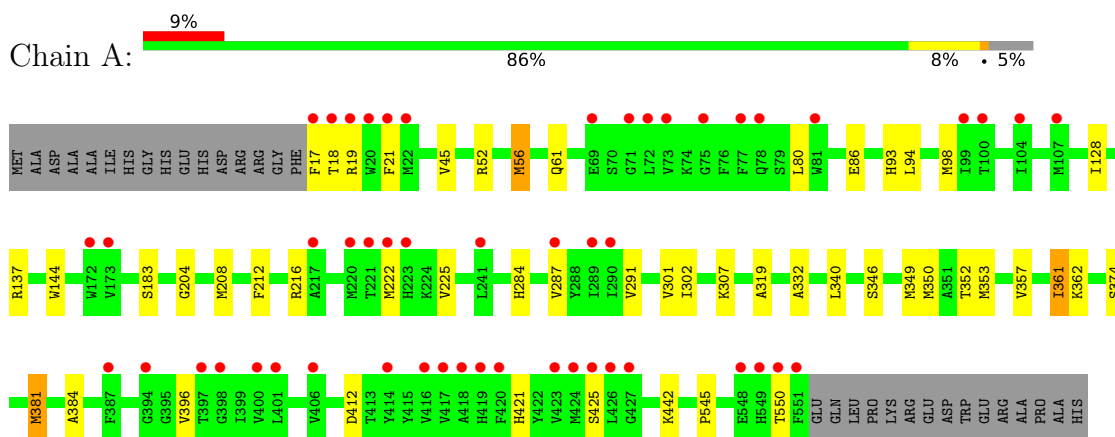 9%
Chain A:
86% 8% • 5%
MET ALA ASP ALA ALA ILE HIS GLY HIS GLU HIS ASP ARG ARG GLY PHE F17 T18 R19 W20 F21 M22 V45 R52 M56 Q61 E69 S70 G71 L72 V73 K74 G75 F76 F77 Q78 S79 L80 W81 E86 H93 L94 M98 I99 T100 I104 M107 I128
R137 W144 W172 V173 S183 G204 M208 F212 R216 A217 M220 T221 M222 H223 K224 V225 L241 H284 V287 Y288 I289 I290 V291 V301 I302 K307 A319 A332 L340 S346 M349 M350 A351 T352 M353 V357 I361 K362 S374
M381 A384 F387 G394 G395 V396 T397 G398 I399 V400 L401 V406 D412 T413 Y414 Y415 V416 V417 A418 H419 F420 H421 Y422 V423 M424 S425 L426 G427 K442 P545 E548 H549 T550 F551 GLU GLN LEU PRO LYS ARG GLU ASP TRP GLU ARG ALA PRO ALA HIS